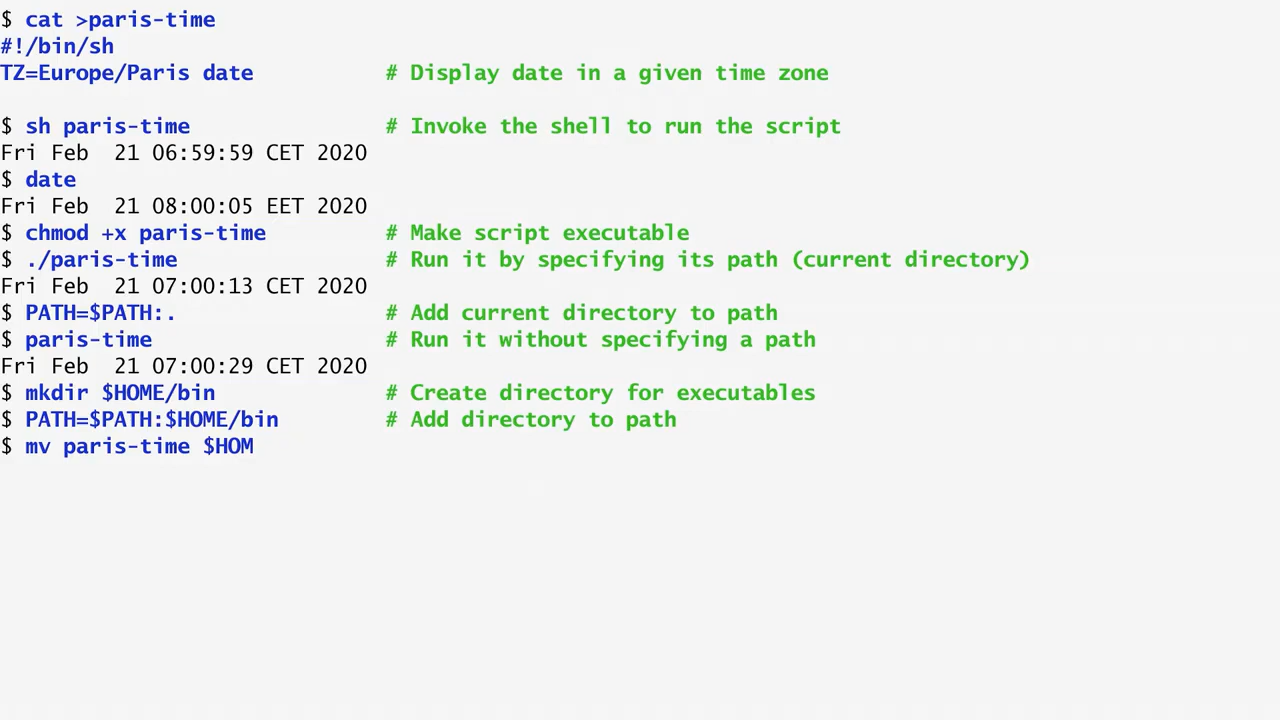 $ cat >paris-time
#!/bin/sh
TZ=Europe/Paris date # Display date in a given time zone
$ sh paris-time # Invoke the shell to run the script
Fri Feb  21 06:59:59 CET 2020
$ date
Fri Feb  21 08:00:05 EET 2020
$ chmod +x paris-time # Make script executable
$ ./paris-time # Run it by specifying its path (current directory)
Fri Feb  21 07:00:13 CET 2020
$ PATH=$PATH:. # Add current directory to path
$ paris-time # Run it without specifying a path
Fri Feb  21 07:00:29 CET 2020
$ mkdir $HOME/bin # Create directory for executables
$ PATH=$PATH:$HOME/bin # Add directory to path
$ mv paris-time $HOM